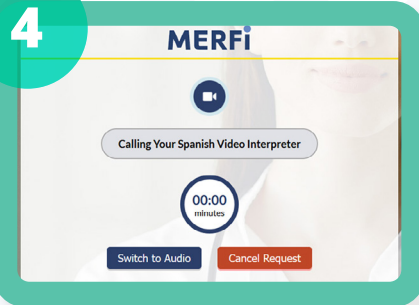 4
MERFi
Calling Your Spanish Video Interpreter
00:00
minutes
Switch to Audio
Cancel Request